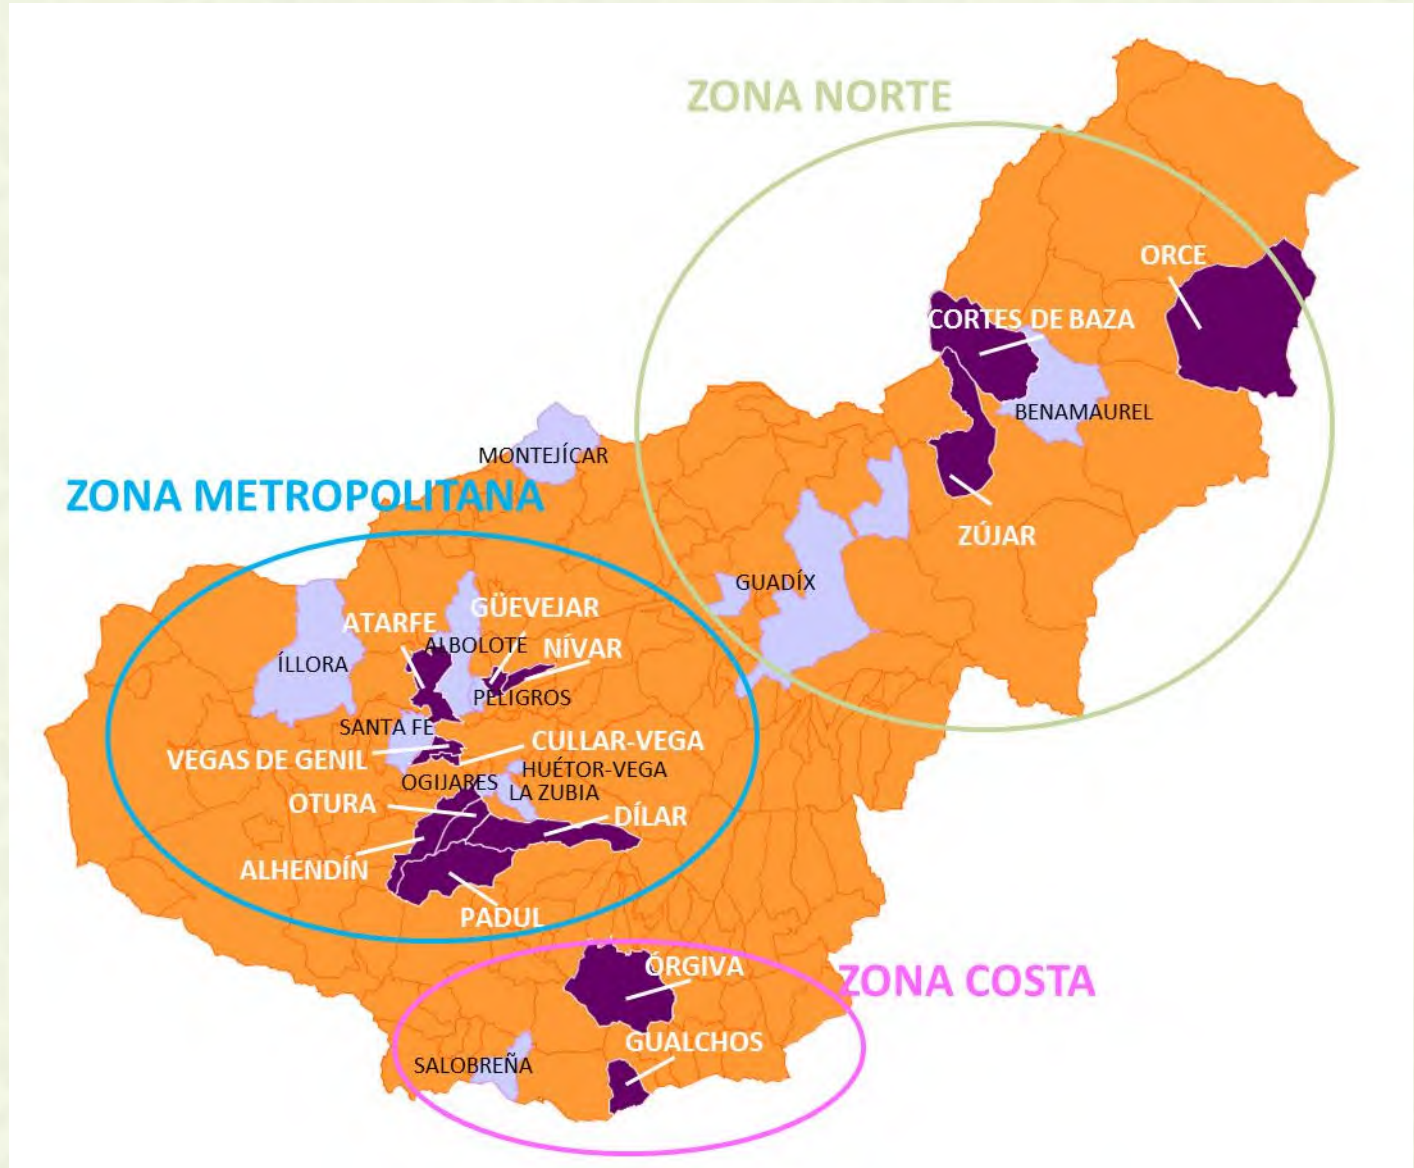 ZONA NORTE
ORCE
CORTES DE BAZA
BENAMAUREL
MONTEJÍCAR
ZONA METROPOLITANA
ZÚJAR
GUADÍX
GÜEVEJAR
ATARFE
ALBOLOTE
NÍVAR
ÍLLORA
PELIGROS
SANTA FE
CULLAR-VEGA
VEGAS DE GENIL
HUÉTOR-VEGA
OGIJARES
LA ZUBIA
OTURA
DÍLAR
ALHENDÍN
PADUL
ÓRGIVA
ZONA COSTA
GUALCHOS
SALOBREÑA